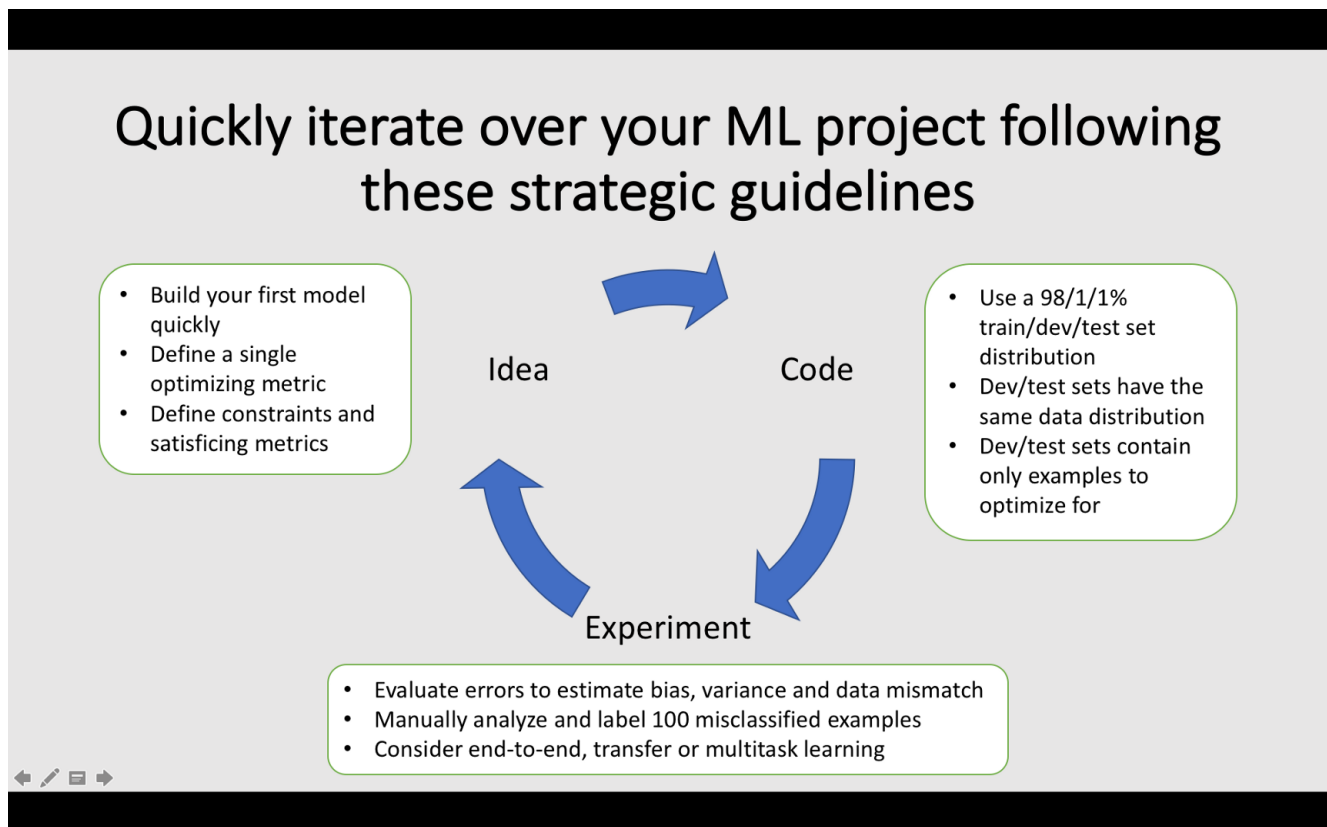 Quickly iterate over your ML project following
these strategic guidelines
• Build your first model
quickly
• Define a single
optimizing metric
• Define constraints and
satisficing metrics
Idea
Code
• Use a 98/1/1%
train/dev/test set
distribution
• Dev/test sets have the
same data distribution
• Dev/test sets contain
only examples to
optimize for
Experiment
• Evaluate errors to estimate bias, variance and data mismatch
• Manually analyze and label 100 misclassified examples
• Consider end-to-end, transfer or multitask learning